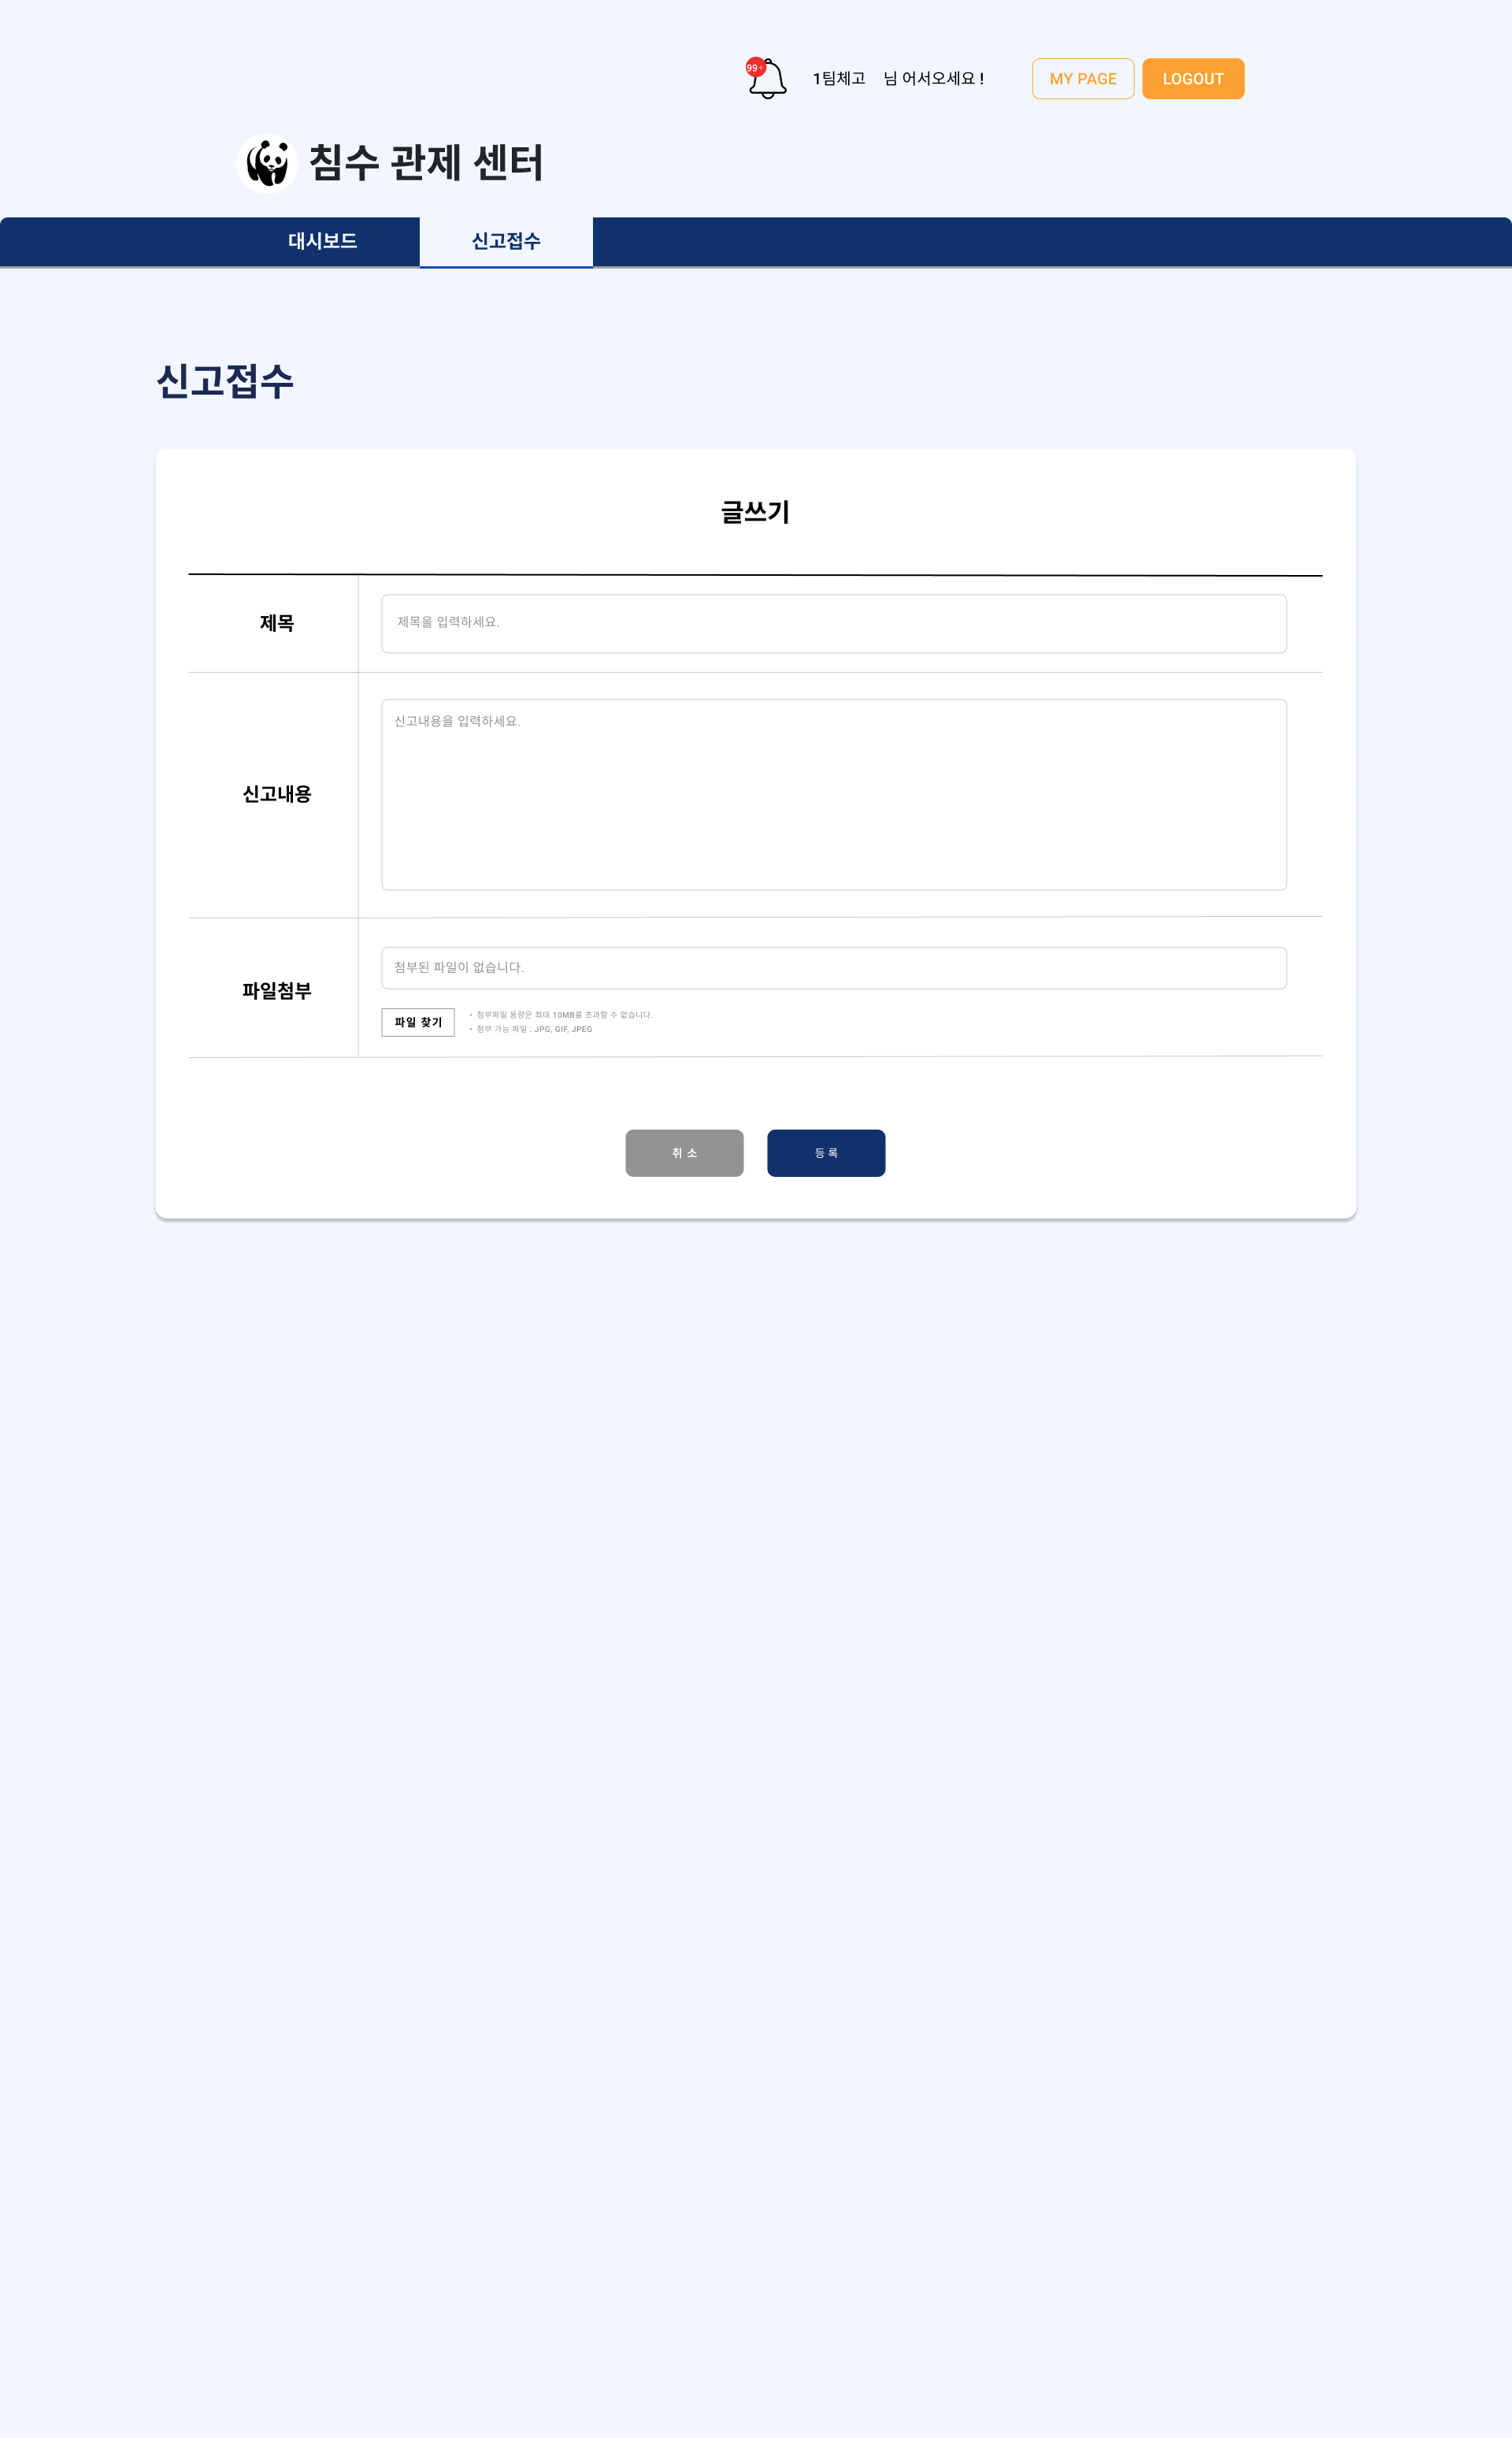 99+
1팀체고 님 어서오세요 !
MY PAGE
LOGOUT
침수 관제 센터
대시보드
신고접수
신고접수
글쓰기
제목
제목을 입력하세요.
신고내용
신고내용을 입력하세요.
파일첨부
첨부된 파일이 없습니다.
파일 찾기
• 첨부파일 용량은 최대 10MB를 초과할 수 없습니다.
• 첨부 가능 파일 : JPG, GIF, JPEG
취 소
등 록